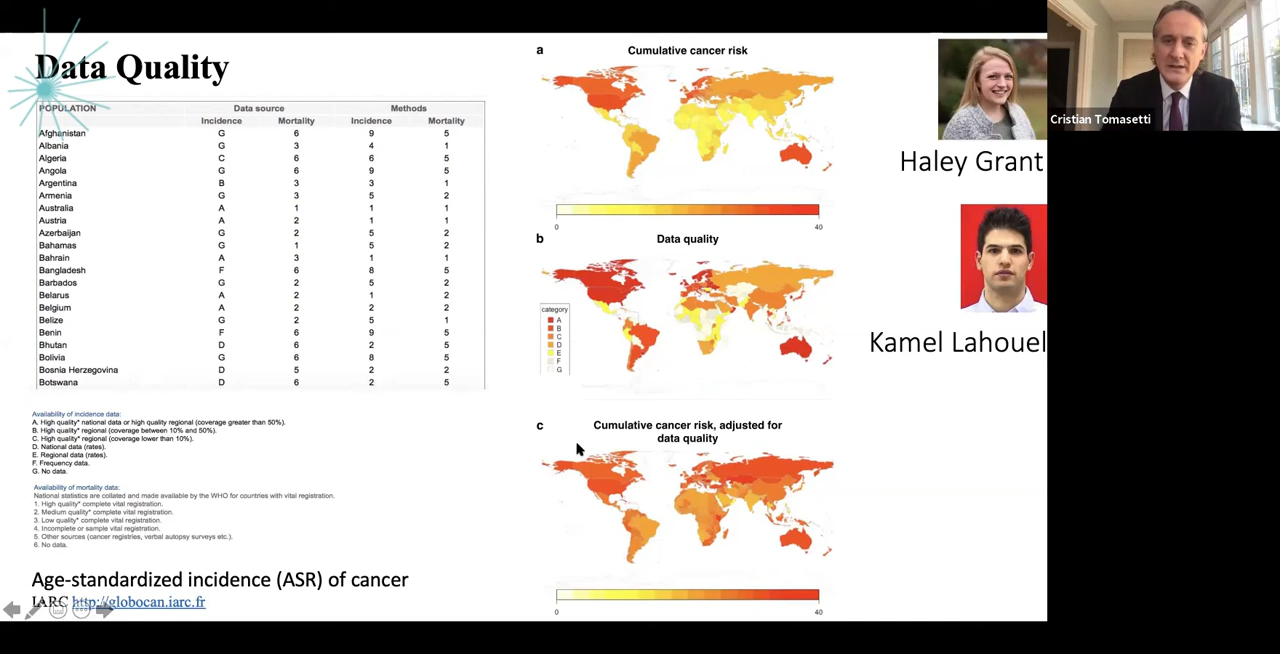 Data Quality
POPULATION Data source Methods
Incidence Mortality Incidence Mortality
Afghanistan G 6 9 5
Albania G 3 4 1
Algeria C 6 6 5
Angola G 6 9 5
Argentina B 3 3 1
Armenia G 3 5 2
Australia A 1 1 1
Austria A 2 1 1
Azerbaijan G 2 5 2
Bahamas G 1 5 2
Bahrain A 3 1 1
Bangladesh F 6 8 5
Barbados G 2 5 2
Belarus A 2 1 2
Belgium A 2 2 2
Belize G 2 5 1
Benin F 6 9 5
Bhutan D 6 2 5
Bolivia G 6 8 5
Bosnia Herzegovina D 5 2 2
Botswana D 6 2 5
Availability of incidence data:
A. High quality* national data or high quality regional (coverage greater than 50%).
B. High quality* regional (coverage between 10% and 50%).
C. High quality* regional (coverage lower than 10%).
D. National data (rates).
E. Regional data (rates).
F. Frequency data.
G. No data.
Availability of mortality data:
National statistics are collated and made available by the WHO for countries with vital registration.
1. High quality* complete vital registration.
2. Medium quality* complete vital registration.
3. Low quality* complete vital registration.
4. Incomplete or sample vital registration.
5. Other sources (cancer registries, verbal autopsy surveys etc.).
6. No data.
Age-standardized incidence (ASR) of cancer
IARC http://globocan.iarc.fr
a
Cumulative cancer risk
0 40
b
Data quality
category
A
B
C
D
E
F
G
c
Cumulative cancer risk, adjusted for
data quality
0 40
Haley Grant
Kamel Lahouel
Cristian Tomasetti